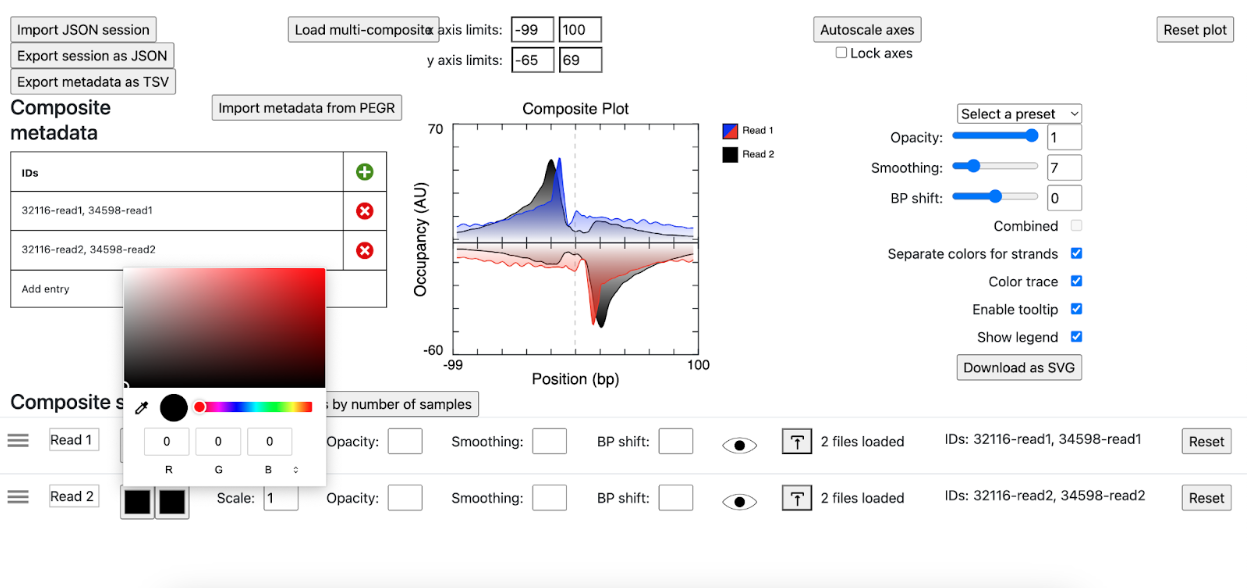 Import JSON session
Load multi-composite
x axis limits: -99 100
Autoscale axes
Reset plot
Export session as JSON
y axis limits: -65 69
Lock axes
Export metadata as TSV
Composite
metadata
Import metadata from PEGR
Composite Plot
Select a preset
70
Read 1
Read 2
Opacity: 1
Smoothing: 7
BP shift: 0
Combined
Separate colors for strands
Color trace
Enable tooltip
Show legend
Download as SVG
IDs
32116-read1, 34598-read1
32116-read2, 34598-read2
Add entry
Occupancy (AU)
-60
-99
100
Position (bp)
Composite s
s by number of samples
0 0 0
R G B
Read 1
Opacity:
Smoothing:
BP shift:
2 files loaded
IDs: 32116-read1, 34598-read1
Reset
Read 2
Scale: 1
Opacity:
Smoothing:
BP shift:
2 files loaded
IDs: 32116-read2, 34598-read2
Reset